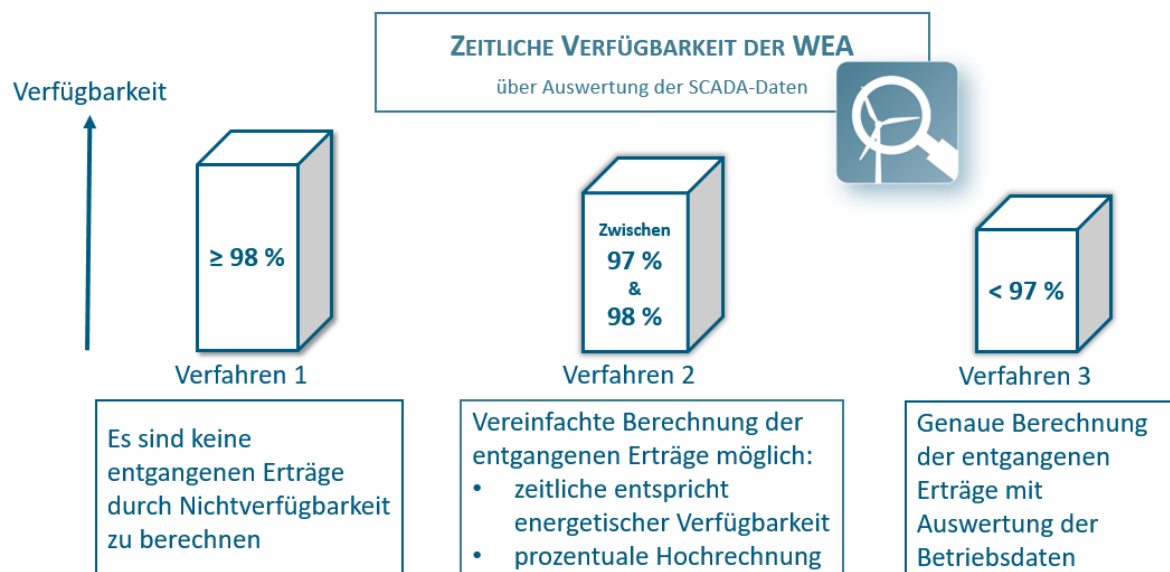 ZEITLICHE VERFÜGBARKEIT DER WEA
über Auswertung der SCADA-Daten
Verfügbarkeit
≥ 98 %
Verfahren 1
Es sind keine
entgangenen Erträge
durch Nichtverfügbarkeit
zu berechnen
Zwischen
97 %
&
98 %
Verfahren 2
Vereinfachte Berechnung der
entgangenen Erträge möglich:
• zeitliche entspricht
energetischer Verfügbarkeit
• prozentuale Hochrechnung
< 97 %
Verfahren 3
Genaue Berechnung
der entgangenen
Erträge mit
Auswertung der
Betriebsdaten